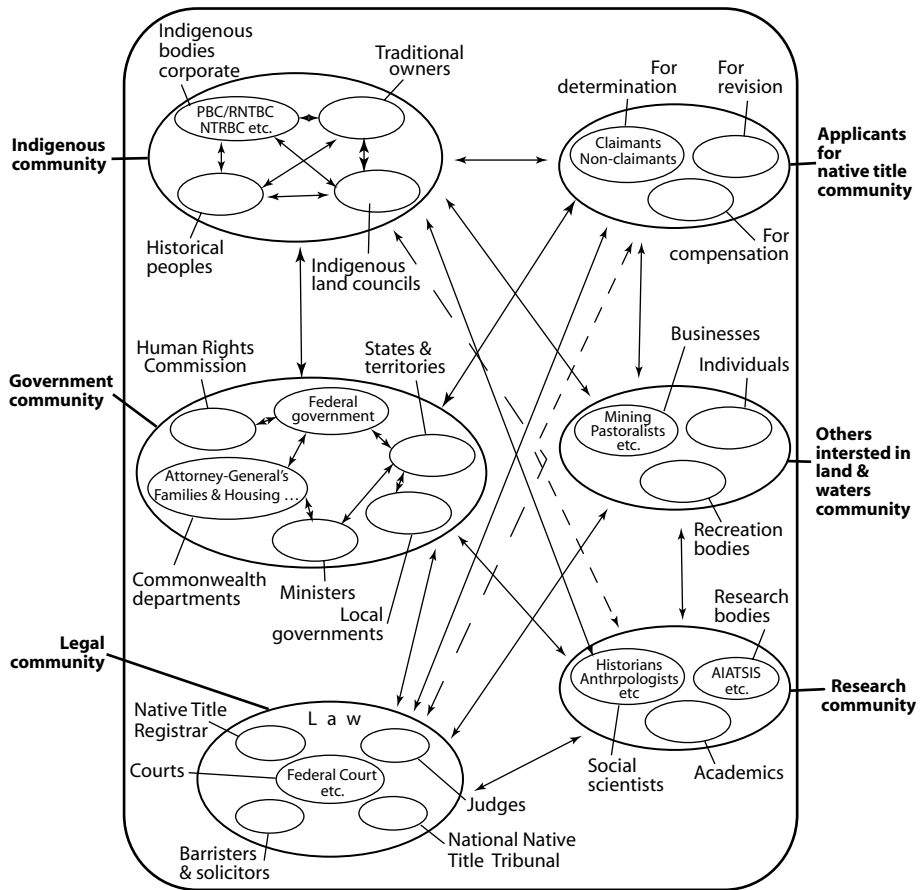 Indigenous
bodies
corporate
Traditional
owners
PBC/RNTBC
NTRBC etc.
Indigenous
community
Historical
peoples
Indigenous
land councils
For
determination
For
revision
Claimants
Non-claimants
Applicants
for
native title
community
For
compensation
Human Rights
Commission
States &
territories
Government
community
Federal
government
Attorney-General's
Families & Housing ...
Commonwealth
departments
Ministers
Local
governments
Businesses
Individuals
Mining
Pastoralists
etc.
Others
intersted in
land &
waters
community
Recreation
bodies
Legal
community
Native Title
Registrar
Law
Courts
Federal Court
etc.
Judges
Barristers
& solicitors
National Native
Title Tribunal
Research
bodies
Historians
Anthrpologists
etc
AIATSIS
etc.
Research
community
Social
scientists
Academics